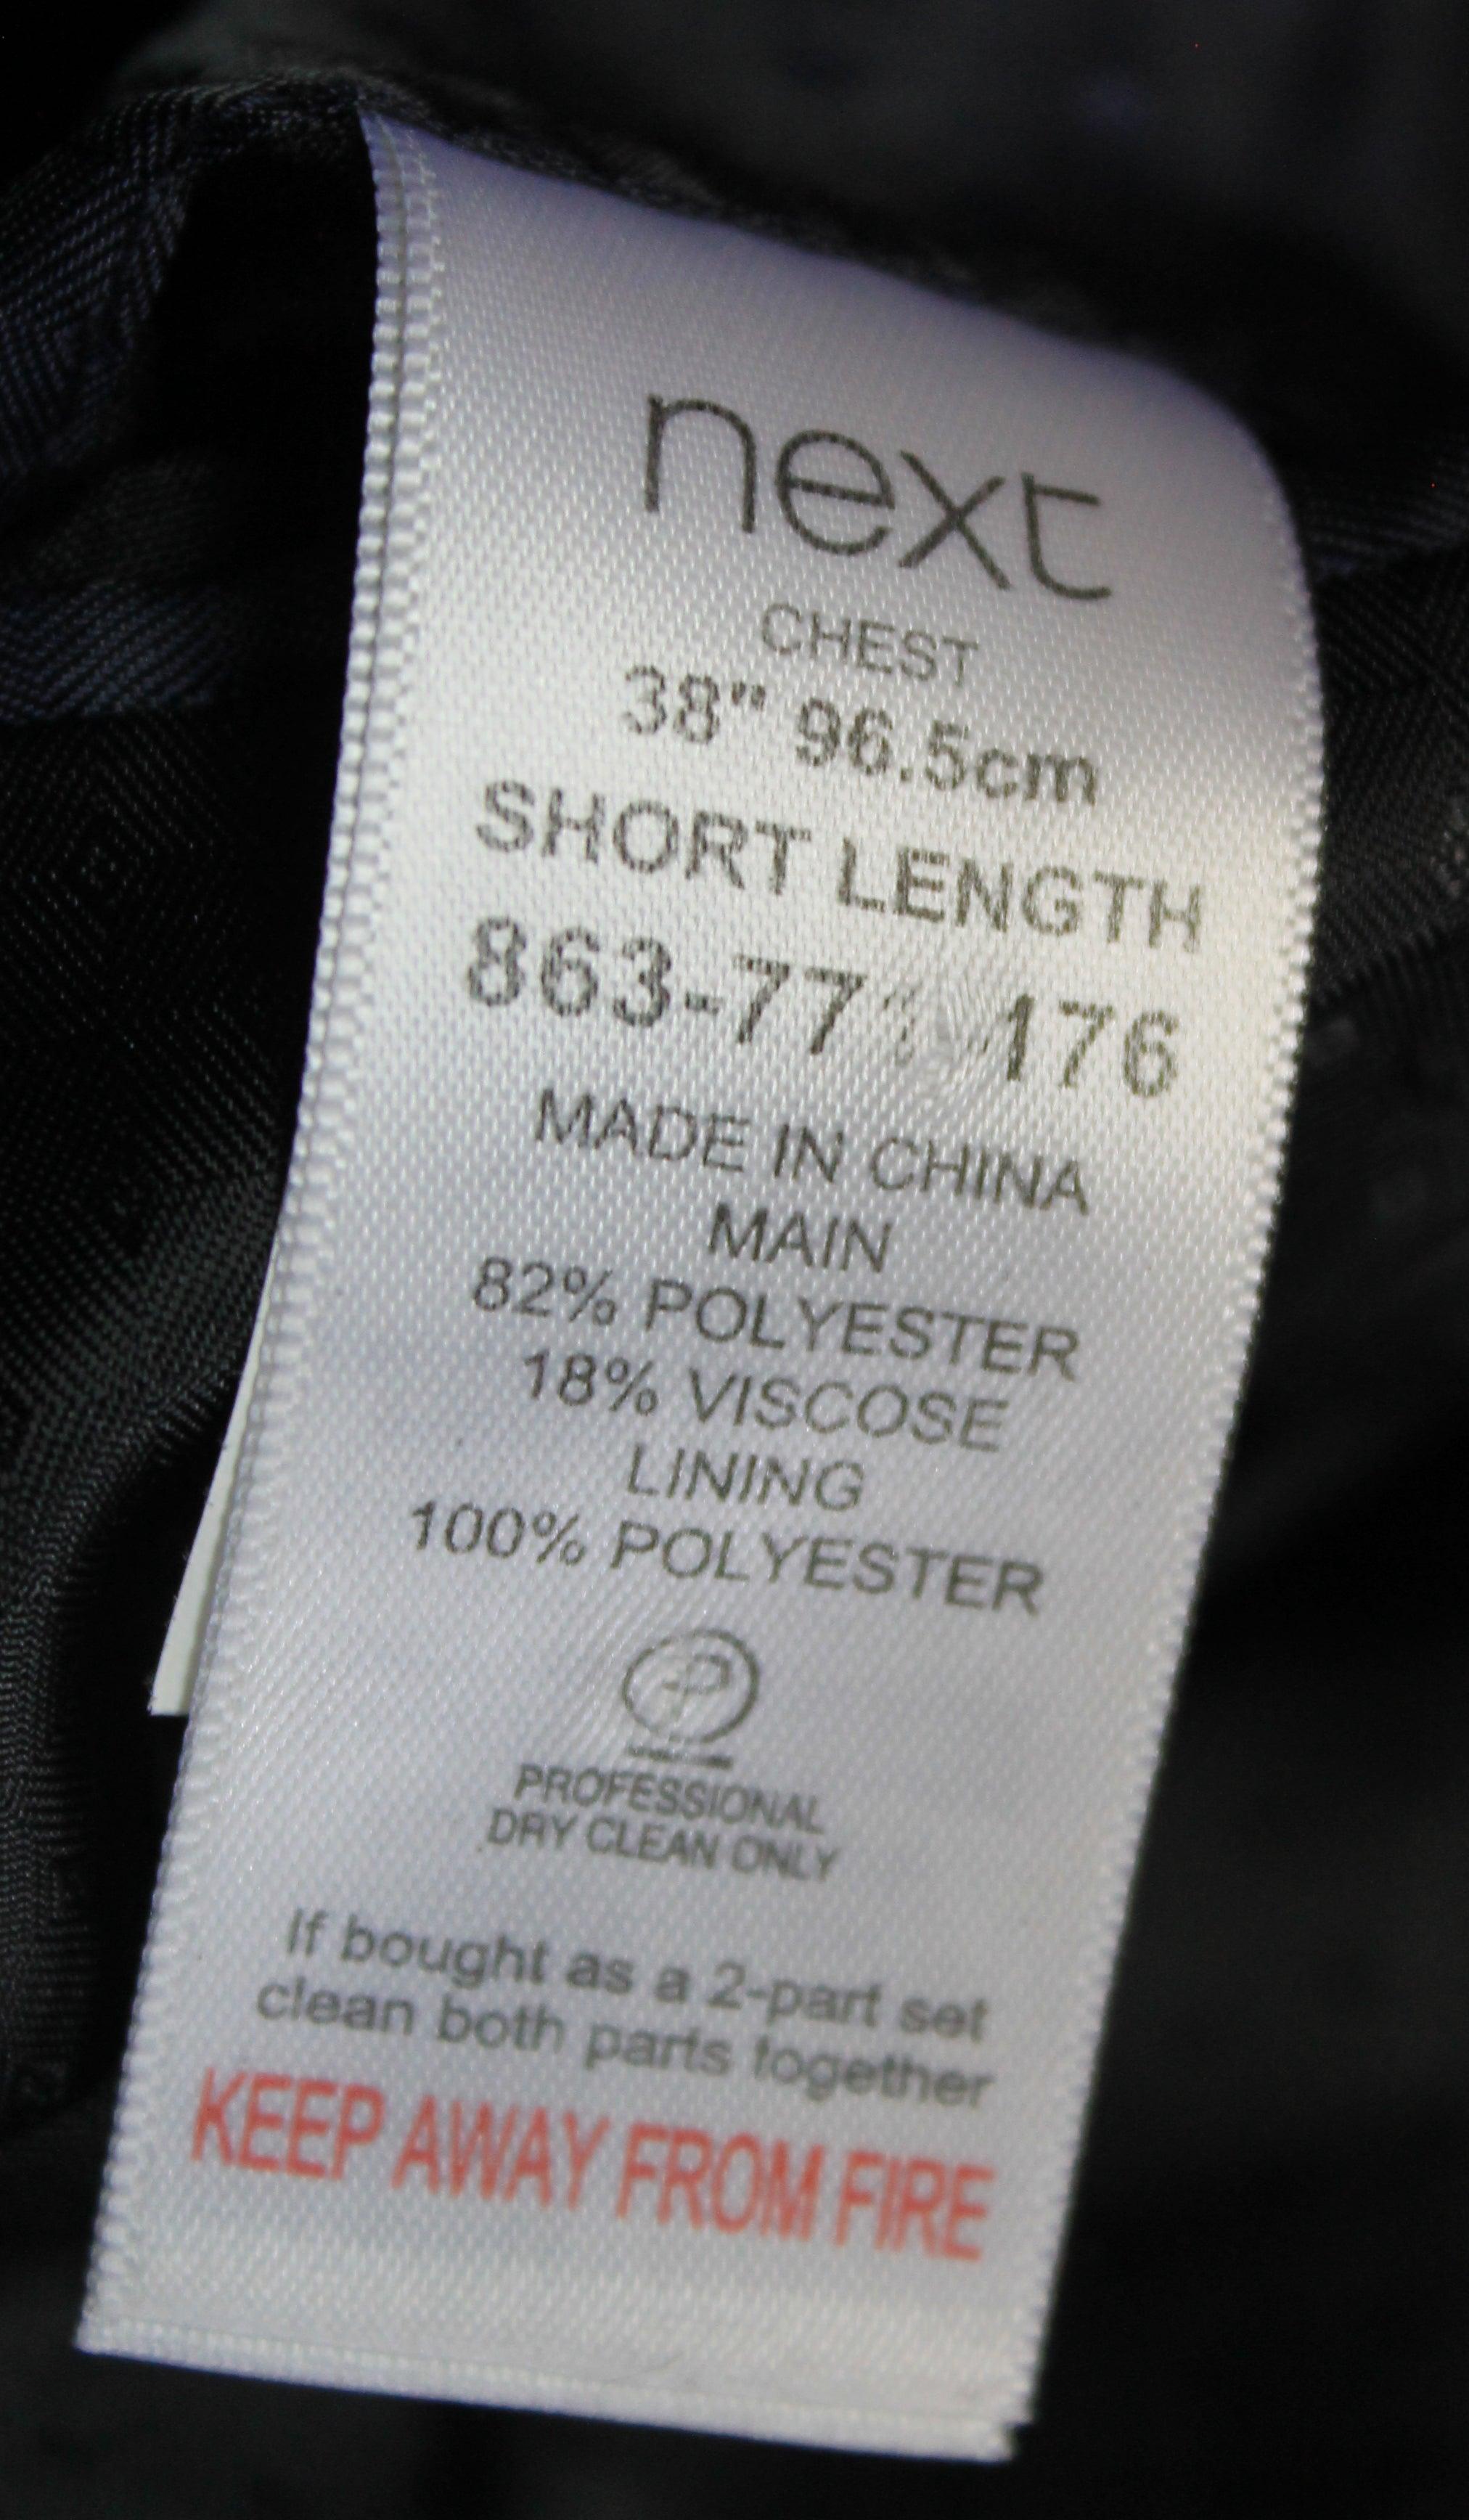 next
CHEST
38" 96.5cm
SHORT LENGTH
176
MADE IN CHINA
MAIN
82% POLYESTER
18% VISCOSE
LINING
100% POLYESTER
P
PROFESSIONAL
DRY CLEAN ONLY
If bought as a 2-part set
clean both parts together
KEEP AWAY FROM FIRE